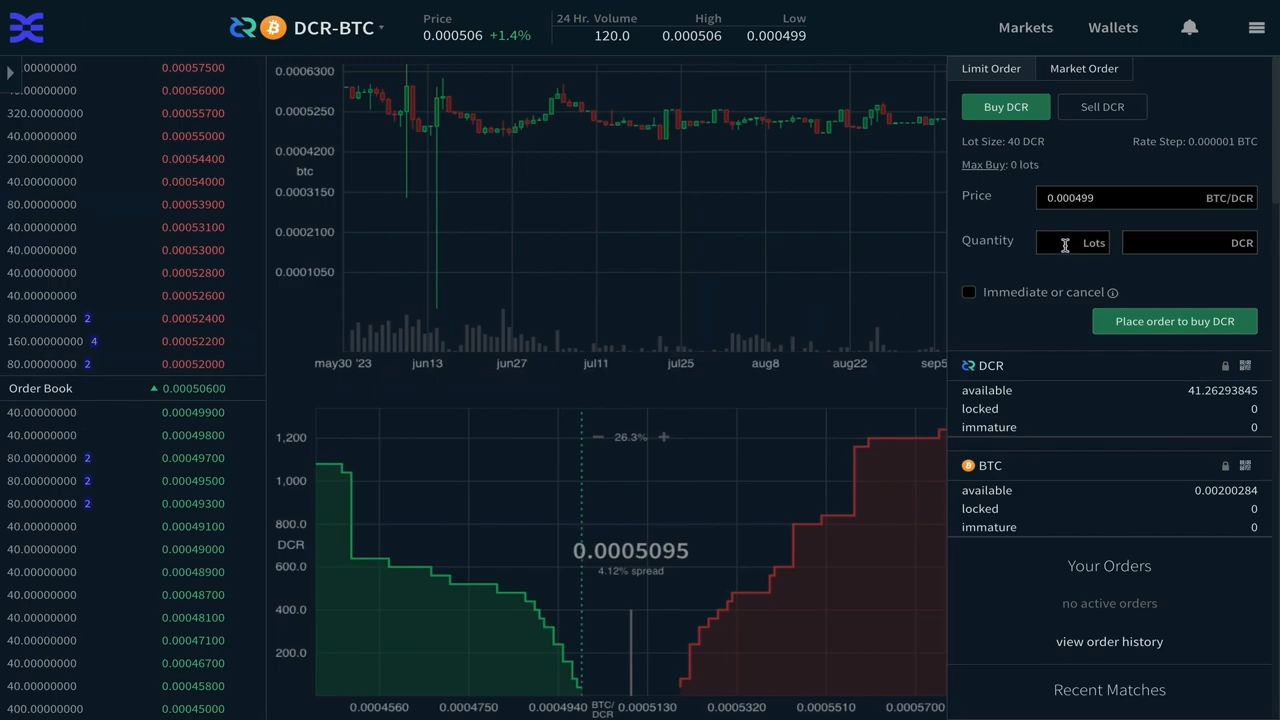 DCR-BTC
Price
0.000506 +1.4%
24 Hr. Volume
120.0
High
0.000506
Low
0.000499
Markets
Wallets
00000000 0.00057500
.00000000 0.00056000
320.00000000 0.00055700
40.00000000 0.00055000
200.00000000 0.00054400
40.00000000 0.00054000
80.00000000 0.00053900
40.00000000 0.00053100
40.00000000 0.00053000
40.00000000 0.00052800
40.00000000 0.00052600
80.00000000 2 0.00052400
160.00000000 4 0.00052200
80.00000000 2 0.00052000
Order Book 0.00050600
40.00000000 0.00049900
40.00000000 0.00049800
80.00000000 2 0.00049700
80.00000000 2 0.00049500
80.00000000 2 0.00049300
40.00000000 0.00049100
40.00000000 0.00049000
40.00000000 0.00048900
40.00000000 0.00048700
40.00000000 0.00048100
40.00000000 0.00047100
40.00000000 0.00046700
40.00000000 0.00045800
400.00000000 0.00045000
0.0006300
0.0005250
0.0004200
btc
0.0003150
0.0002100
0.0001050
may30 '23 jun13 jun27 jul11 jul25 aug8 aug22 sep5
1,200
1,000
800.0
DCR
600.0
400.0
200.0
26.3%
0.0005095
4.12% spread
0.0004560 0.0004750 0.0004940 BTC/ DCR 0.0005130 0.0005320 0.0005510 0.0005700
Limit Order
Market Order
Buy DCR
Sell DCR
Lot Size: 40 DCR
Rate Step: 0.000001 BTC
Max Buy: 0 lots
Price 0.000499 BTC/DCR
Quantity Lots DCR
Immediate or cancel
Place order to buy DCR
DCR
available 41.26293845
locked 0
immature 0
BTC
available 0.00200284
locked 0
immature 0
Your Orders
no active orders
view order history
Recent Matches